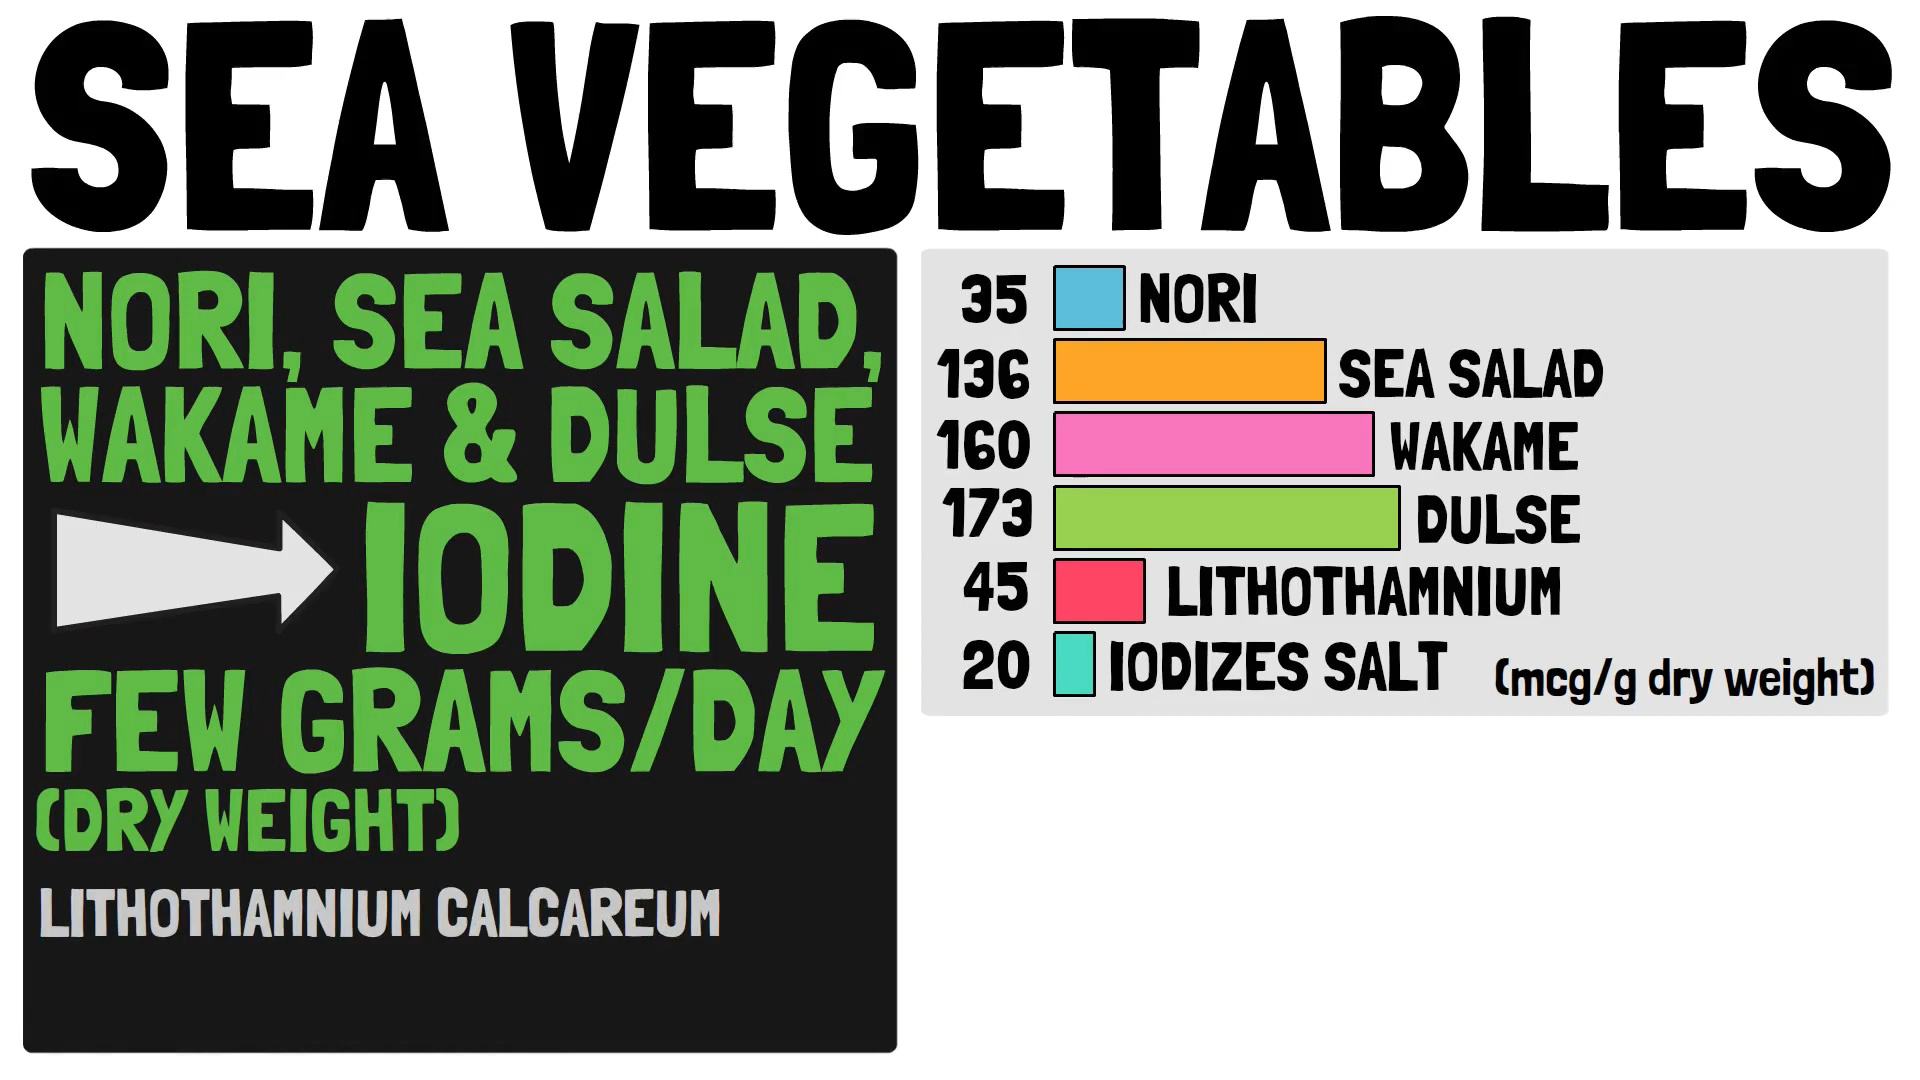 SEA VEGETABLES
NORI, SEA SALAD,
WAKAME & DULSE
IODINE
FEW GRAMS/DAY
(DRY WEIGHT)
LITHOTHAMNIUM CALCAREUM
35 NORI
136 SEA SALAD
160 WAKAME
173 DULSE
45 LITHOTHAMNIUM
20 IODIZES SALT (mcg/g dry weight)